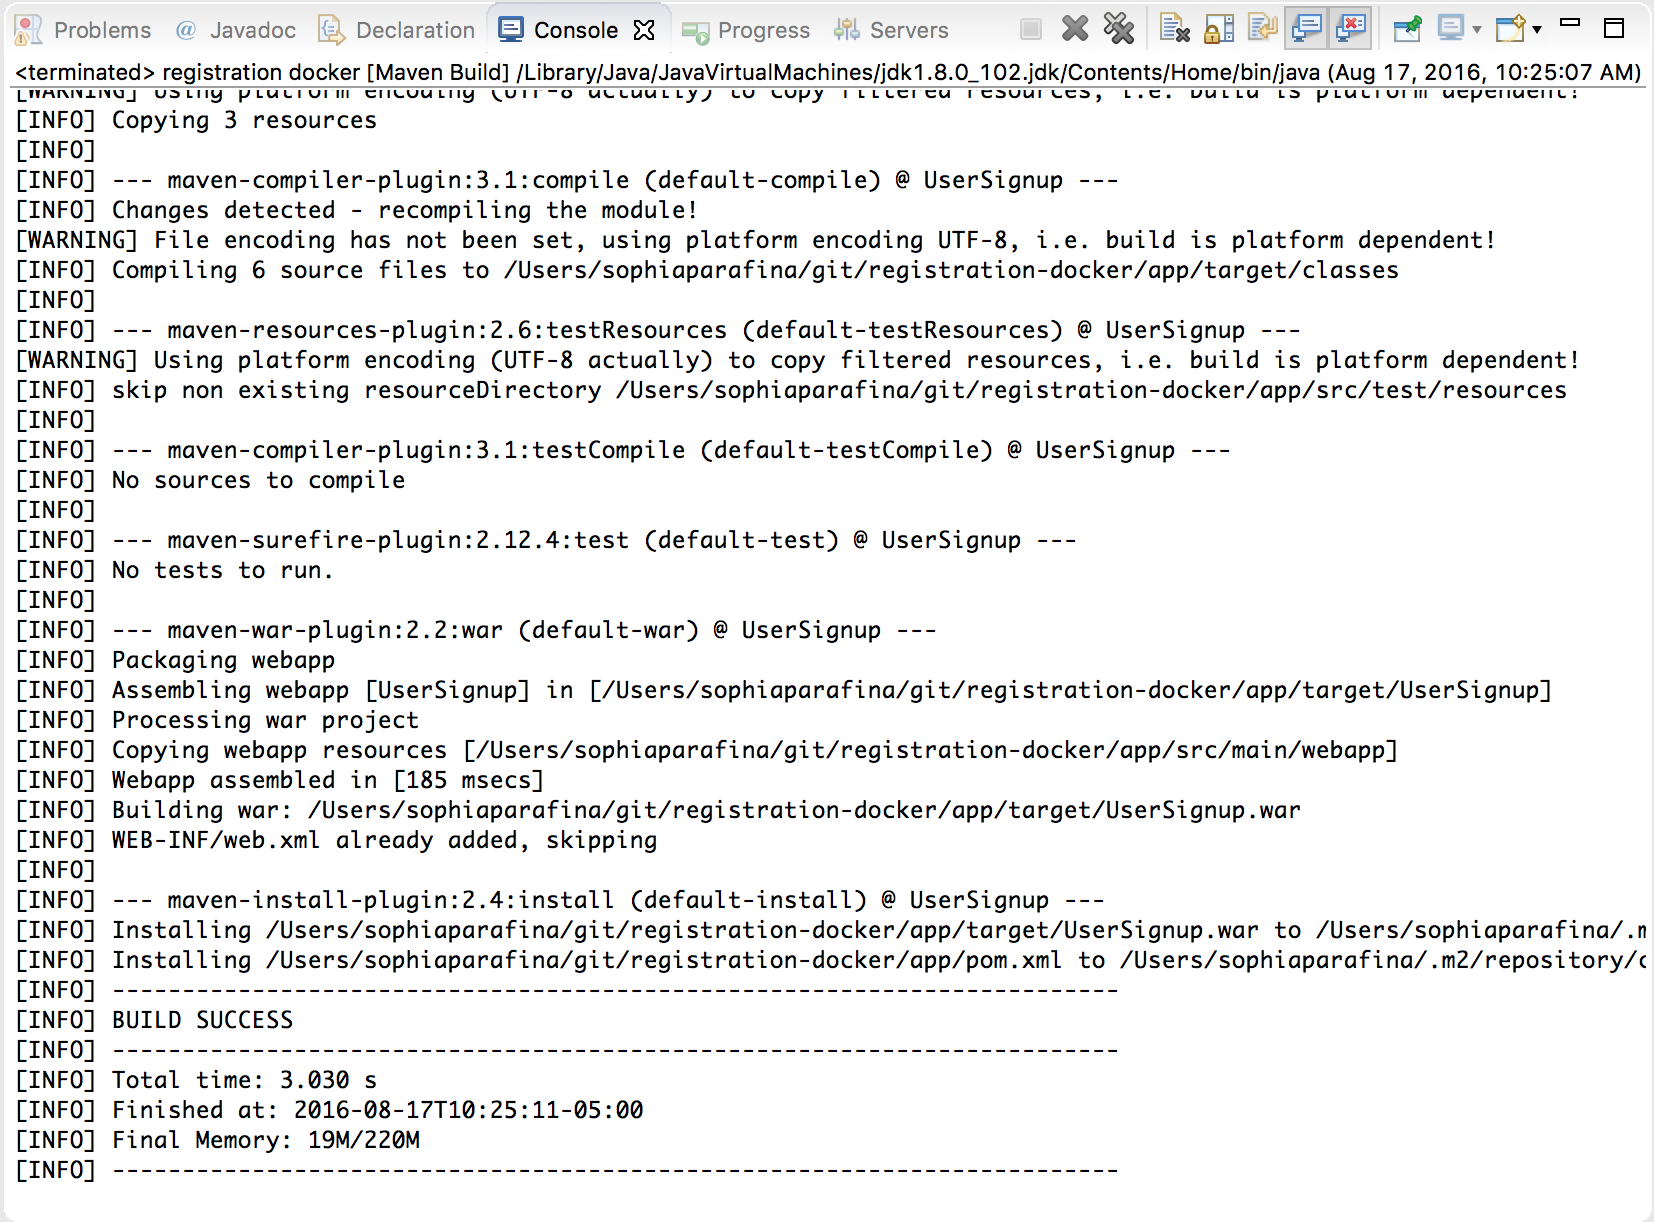 Problems @ Javadoc Declaration Console Progress Servers
<terminated> registration docker [Maven Build] /Library/Java/JavaVirtualMachines/jdk1.8.0_102.jdk/Contents/Home/bin/java (Aug 17, 2016, 10:25:07 AM)
[WARNING] Using platform encoding (UTF-8 actually) to copy filtered resources, i.e. build is platform dependent!
[INFO] Copying 3 resources
[INFO]
[INFO] --- maven-compiler-plugin:3.1:compile (default-compile) @ UserSignup ---
[INFO] Changes detected - recompiling the module!
[WARNING] File encoding has not been set, using platform encoding UTF-8, i.e. build is platform dependent!
[INFO] Compiling 6 source files to /Users/sophiaparafina/git/registration-docker/app/target/classes
[INFO]
[INFO] --- maven-resources-plugin:2.6:testResources (default-testResources) @ UserSignup ---
[WARNING] Using platform encoding (UTF-8 actually) to copy filtered resources, i.e. build is platform dependent!
[INFO] skip non existing resourceDirectory /Users/sophiaparafina/git/registration-docker/app/src/test/resources
[INFO]
[INFO] --- maven-compiler-plugin:3.1:testCompile (default-testCompile) @ UserSignup ---
[INFO] No sources to compile
[INFO]
[INFO] --- maven-surefire-plugin:2.12.4:test (default-test) @ UserSignup ---
[INFO] No tests to run.
[INFO]
[INFO] --- maven-war-plugin:2.2:war (default-war) @ UserSignup ---
[INFO] Packaging webapp
[INFO] Assembling webapp [UserSignup] in [/Users/sophiaparafina/git/registration-docker/app/target/UserSignup]
[INFO] Processing war project
[INFO] Copying webapp resources [/Users/sophiaparafina/git/registration-docker/app/src/main/webapp]
[INFO] Webapp assembled in [185 msecs]
[INFO] Building war: /Users/sophiaparafina/git/registration-docker/app/target/UserSignup.war
[INFO] WEB-INF/web.xml already added, skipping
[INFO]
[INFO] --- maven-install-plugin:2.4:install (default-install) @ UserSignup ---
[INFO] Installing /Users/sophiaparafina/git/registration-docker/app/target/UserSignup.war to /Users/sophiaparafina/.m
[INFO] Installing /Users/sophiaparafina/git/registration-docker/app/pom.xml to /Users/sophiaparafina/.m2/repository/c
[INFO] ------------------------------------------------------------------------
[INFO] BUILD SUCCESS
[INFO] ------------------------------------------------------------------------
[INFO] Total time: 3.030 s
[INFO] Finished at: 2016-08-17T10:25:11-05:00
[INFO] Final Memory: 19M/220M
[INFO] ------------------------------------------------------------------------